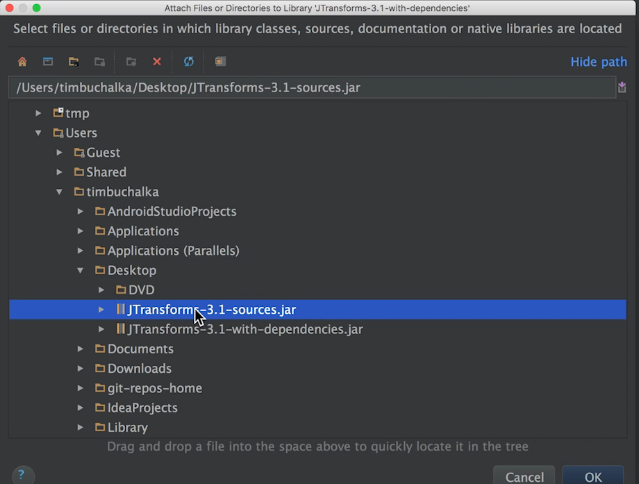 Attach Files or Directories to Library 'JTransforms-3.1-with-dependencies'
Select files or directories in which library classes, sources, documentation or native libraries are located
Hide path
/Users/timbuchalka/Desktop/JTransforms-3.1-sources.jar
tmp
Users
Guest
Shared
timbuchalka
AndroidStudioProjects
Applications
Applications (Parallels)
Desktop
DVD
JTransforms-3.1-sources.jar
JTransforms-3.1-with-dependencies.jar
Documents
Downloads
git-repos-home
IdeaProjects
Library
Drag and drop a file into the space above to quickly locate it in the tree
? Cancel OK